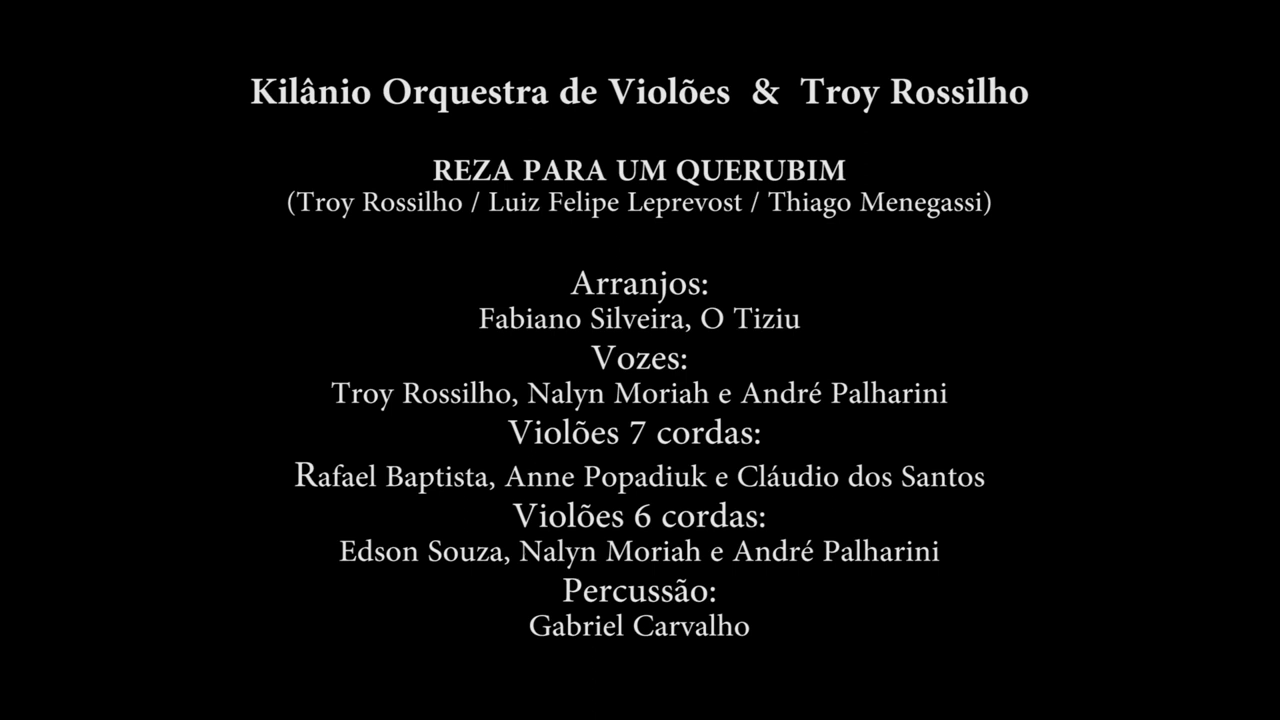 Kilânio Orquestra de Violões & Troy Rossilho
REZA PARA UM QUERUBIM
(Troy Rossilho / Luiz Felipe Leprevost / Thiago Menegassi)
Arranjos:
Fabiano Silveira, O Tiziu
Vozes:
Troy Rossilho, Nalyn Moriah e André Palharini
Violões 7 cordas:
Rafael Baptista, Anne Popadiuk e Cláudio dos Santos
Violões 6 cordas:
Edson Souza, Nalyn Moriah e André Palharini
Percussão:
Gabriel Carvalho